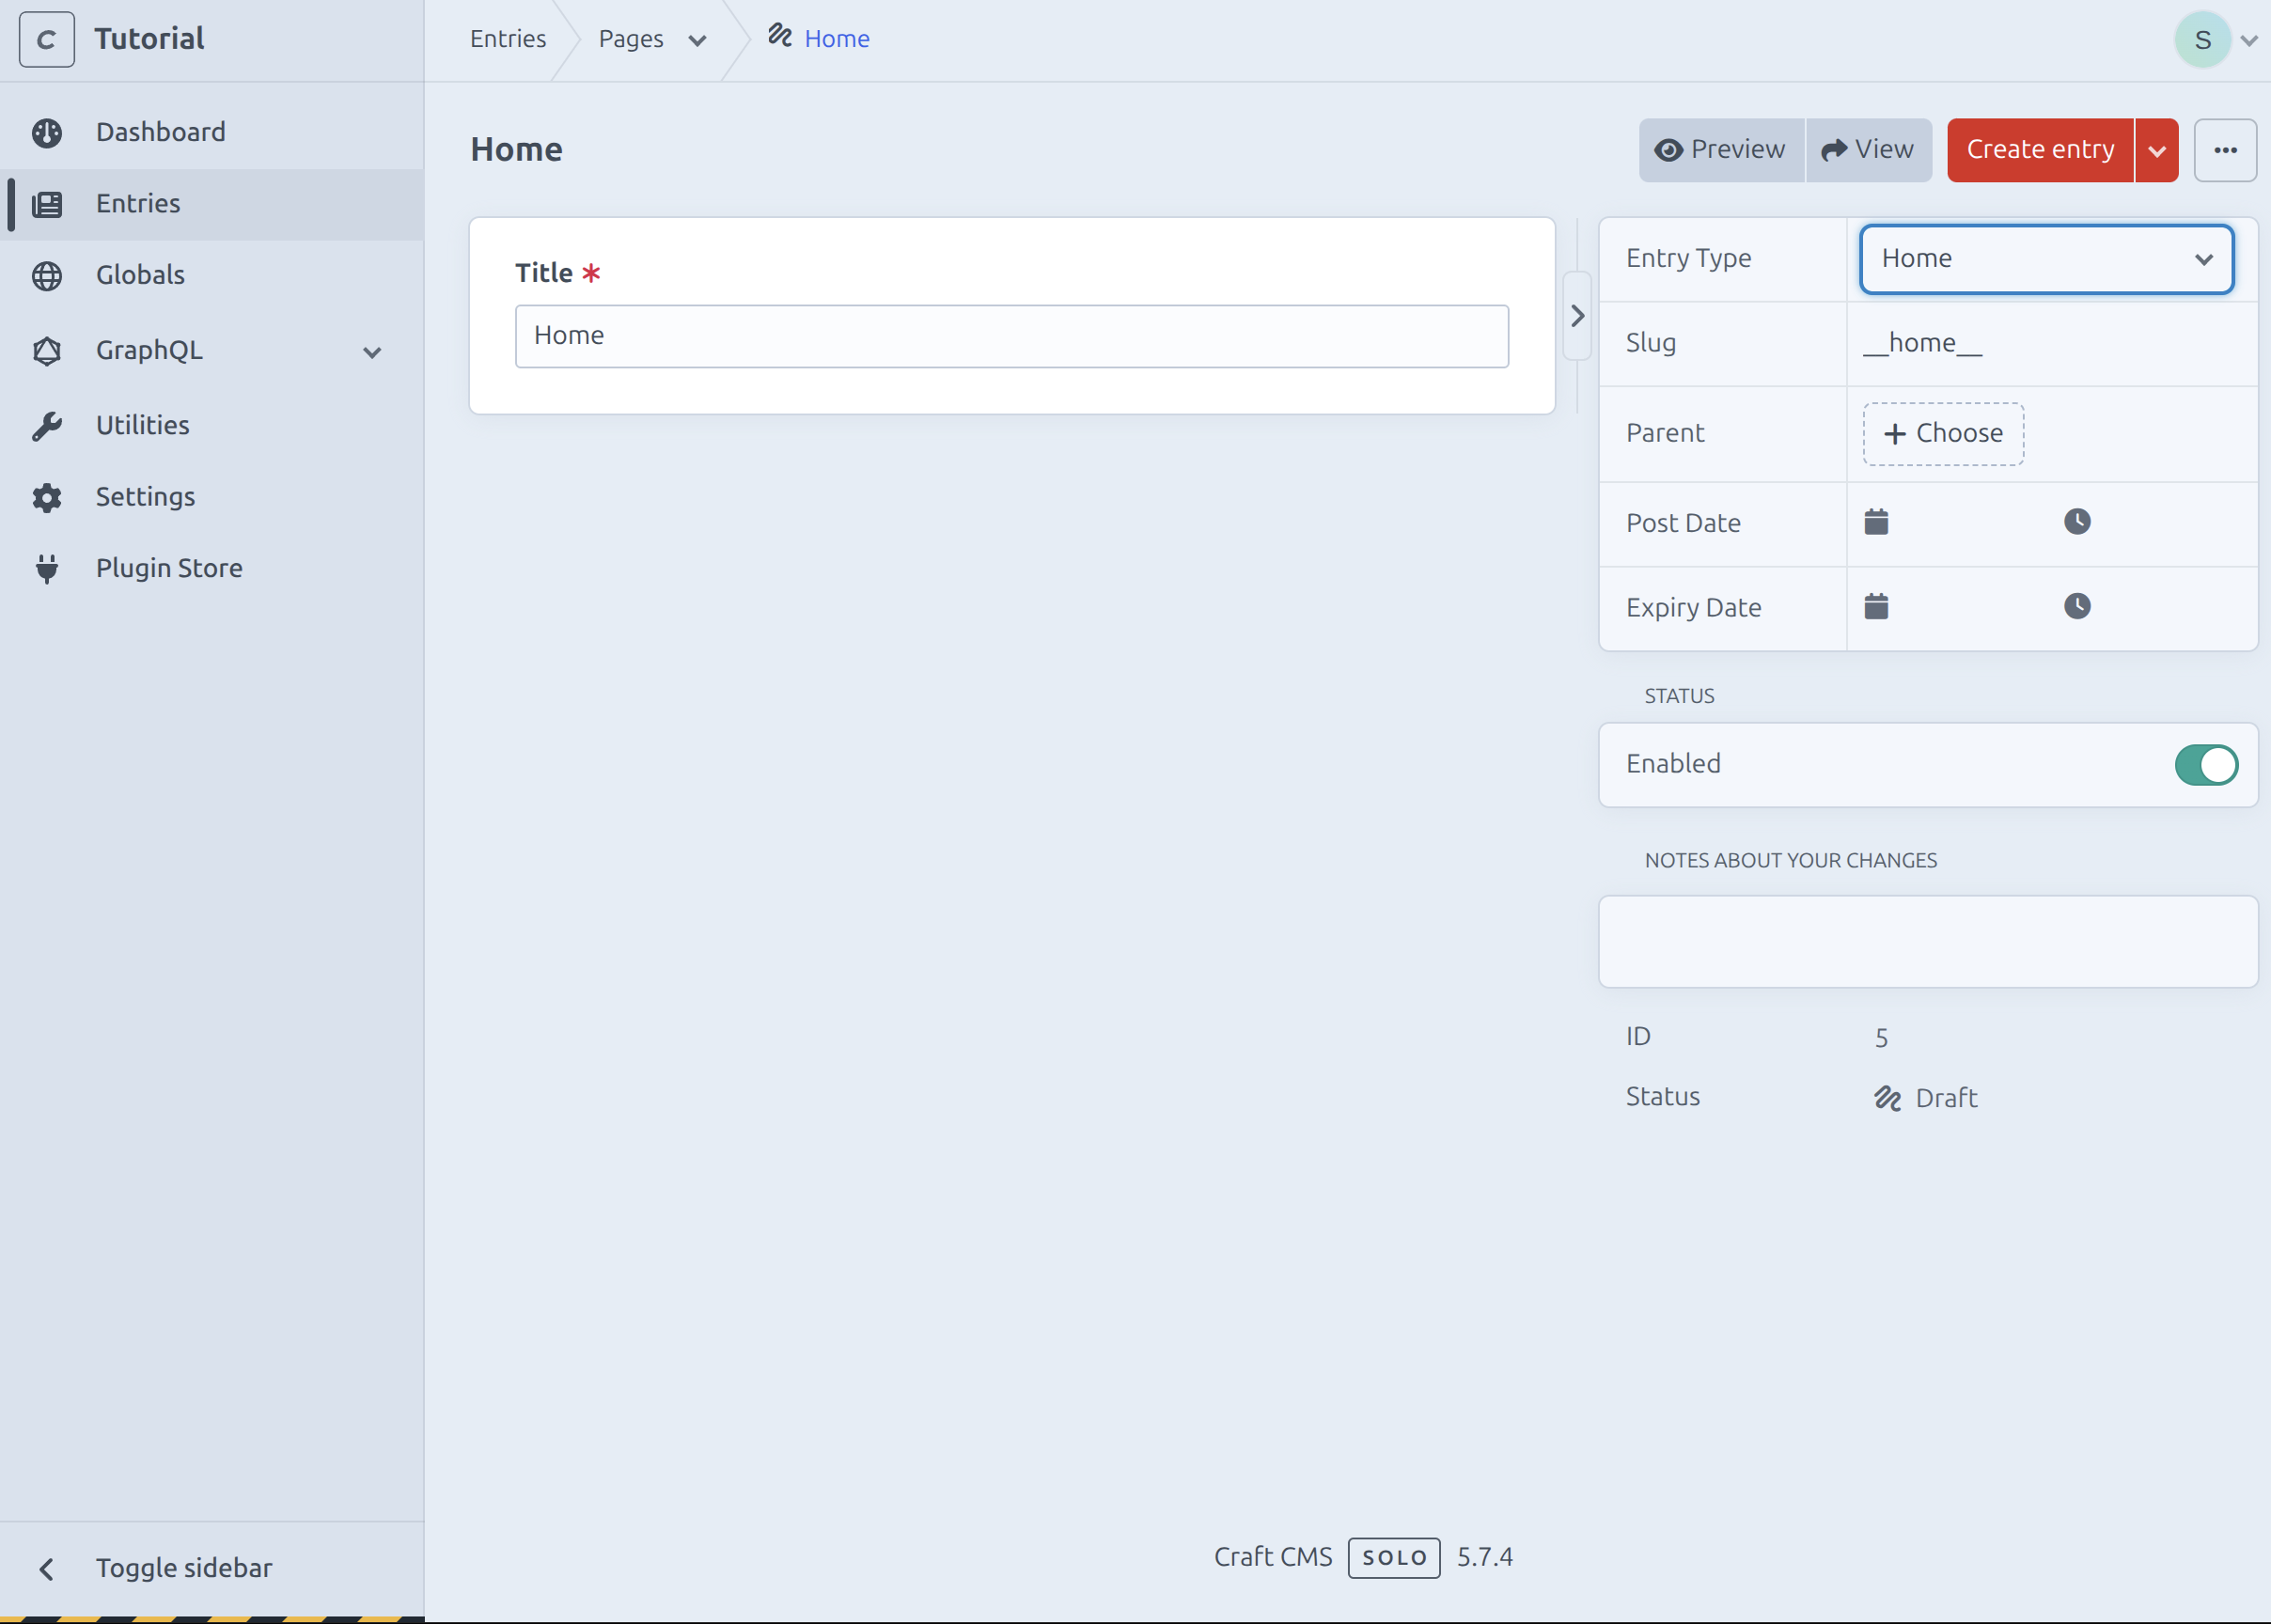 C Tutorial
Entries Pages Home
S
Dashboard
Entries
Globals
GraphQL
Utilities
Settings
Plugin Store
Toggle sidebar
Home
Preview View Create entry
Title *
Home
Entry Type Home
Slug __home__
Parent + Choose
Post Date
Expiry Date
STATUS
Enabled
NOTES ABOUT YOUR CHANGES
ID 5
Status Draft
Craft CMS SOLO 5.7.4